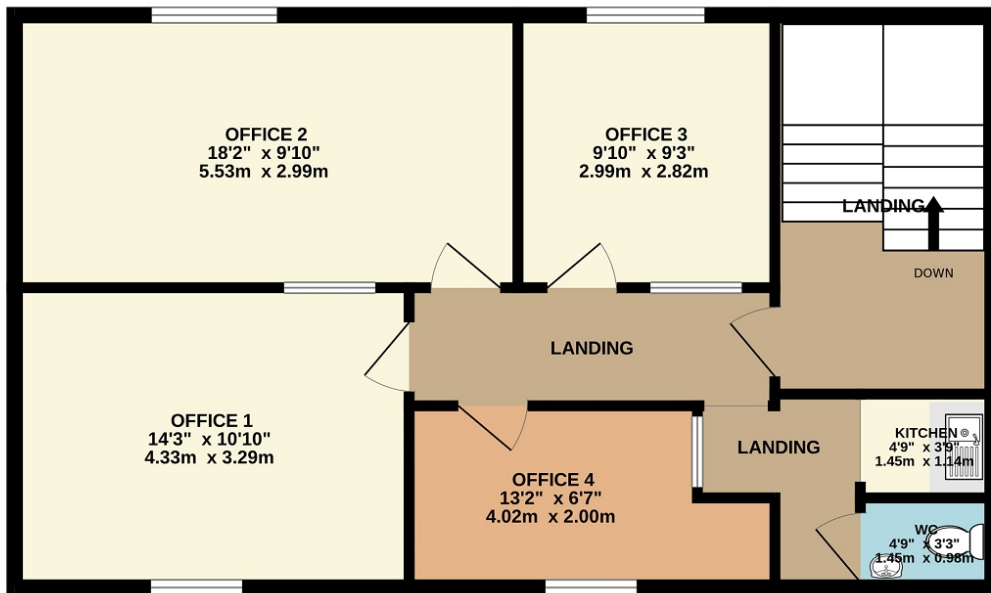 OFFICE 2
18'2" x 9'10"
5.53m x 2.99m
OFFICE 3
9'10" x 9'3"
2.99m x 2.82m
LANDING
DOWN
LANDING
OFFICE 1
14'3" x 10'10"
4.33m x 3.29m
OFFICE 4
13'2" x 6'7"
4.02m x 2.00m
LANDING
KITCHEN
4'9" x 3'9"
1.45m x 1.14m
WC
4'9" x 3'3"
1.45m x 0.98m